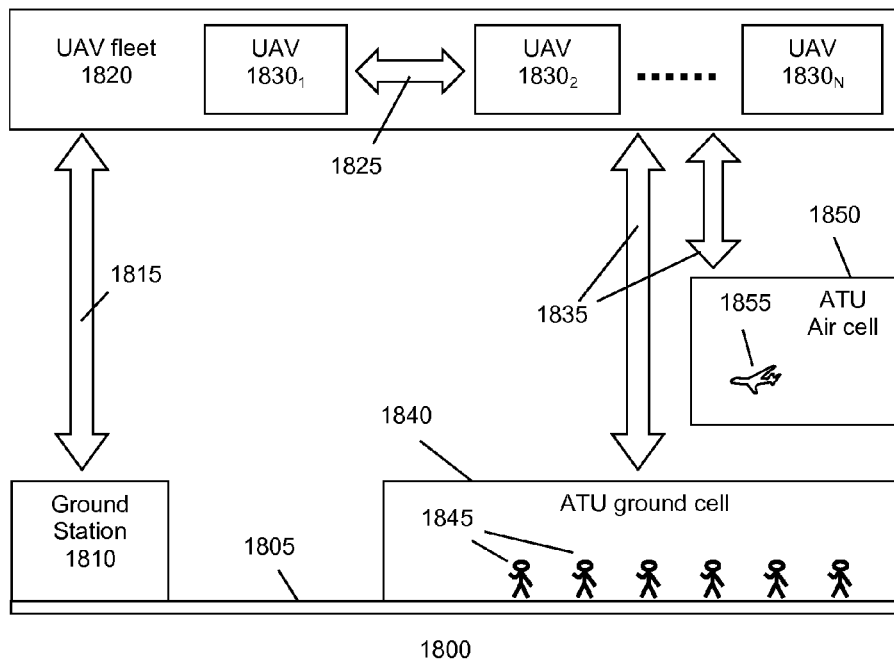 UAV fleet
1820
UAV
1830₁
UAV
1830₂
UAV
1830N
1825
1815
1835
1850
1855
ATU
Air cell
1840
Ground
Station
1810
1805
ATU ground cell
1845
1800